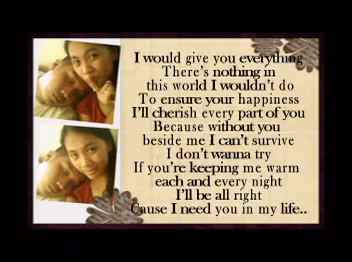 I would give you everything
There's nothing in
this world I wouldn't do
To ensure your happiness
I'll cherish every part of you
Because without you
beside me I can't survive
I don't wanna try
If you're keeping me warm
each and every night
I'll be all right
Cause I need you in my life..